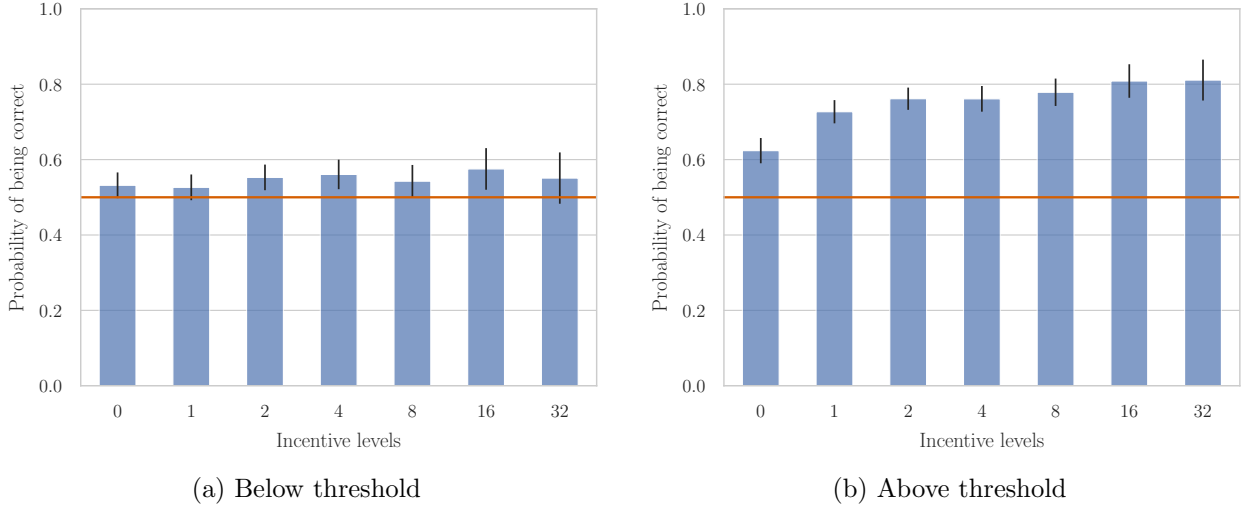 1.0
0.8
0.6
0.4
0.2
0.0
Probability of being correct
0 1 2 4 8 16 32
Incentive levels
(a) Below threshold
1.0
0.8
0.6
0.4
0.2
0.0
Probability of being correct
0 1 2 4 8 16 32
Incentive levels
(b) Above threshold